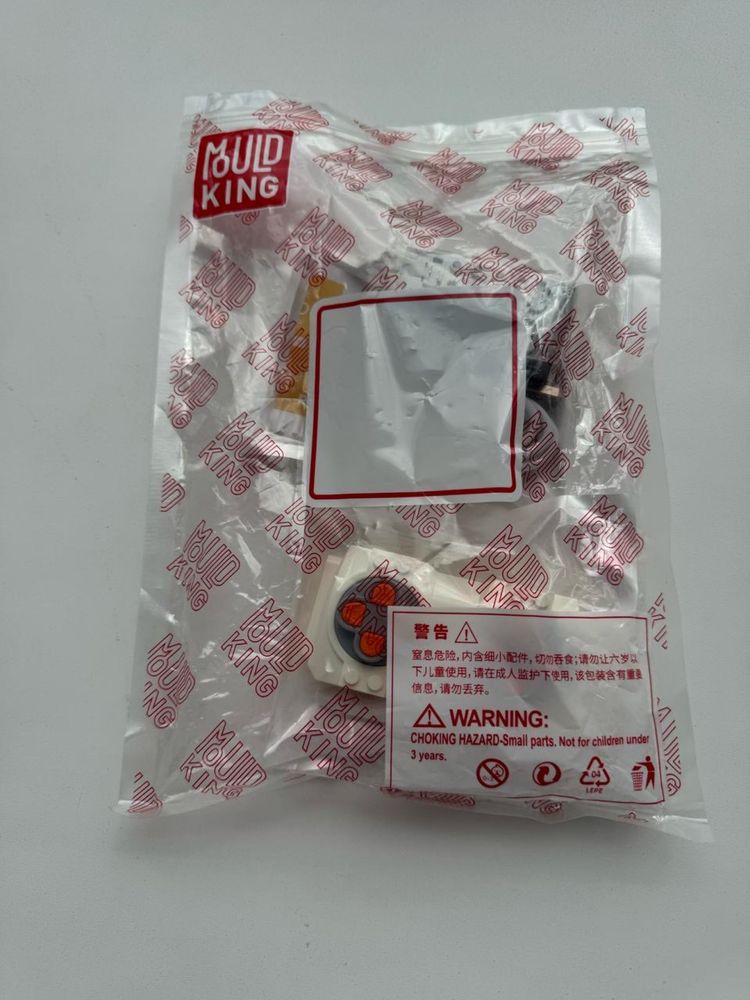 MOULD
KING
警告
窒息危险,内含细小配件,切勿吞食;请勿让六岁以
下儿童使用,请在成人监护下使用,该包装含有重要
信息,请勿丢弃。
WARNING:
CHOKING HAZARD-Small parts. Not for children under
3 years.
04
LEPE